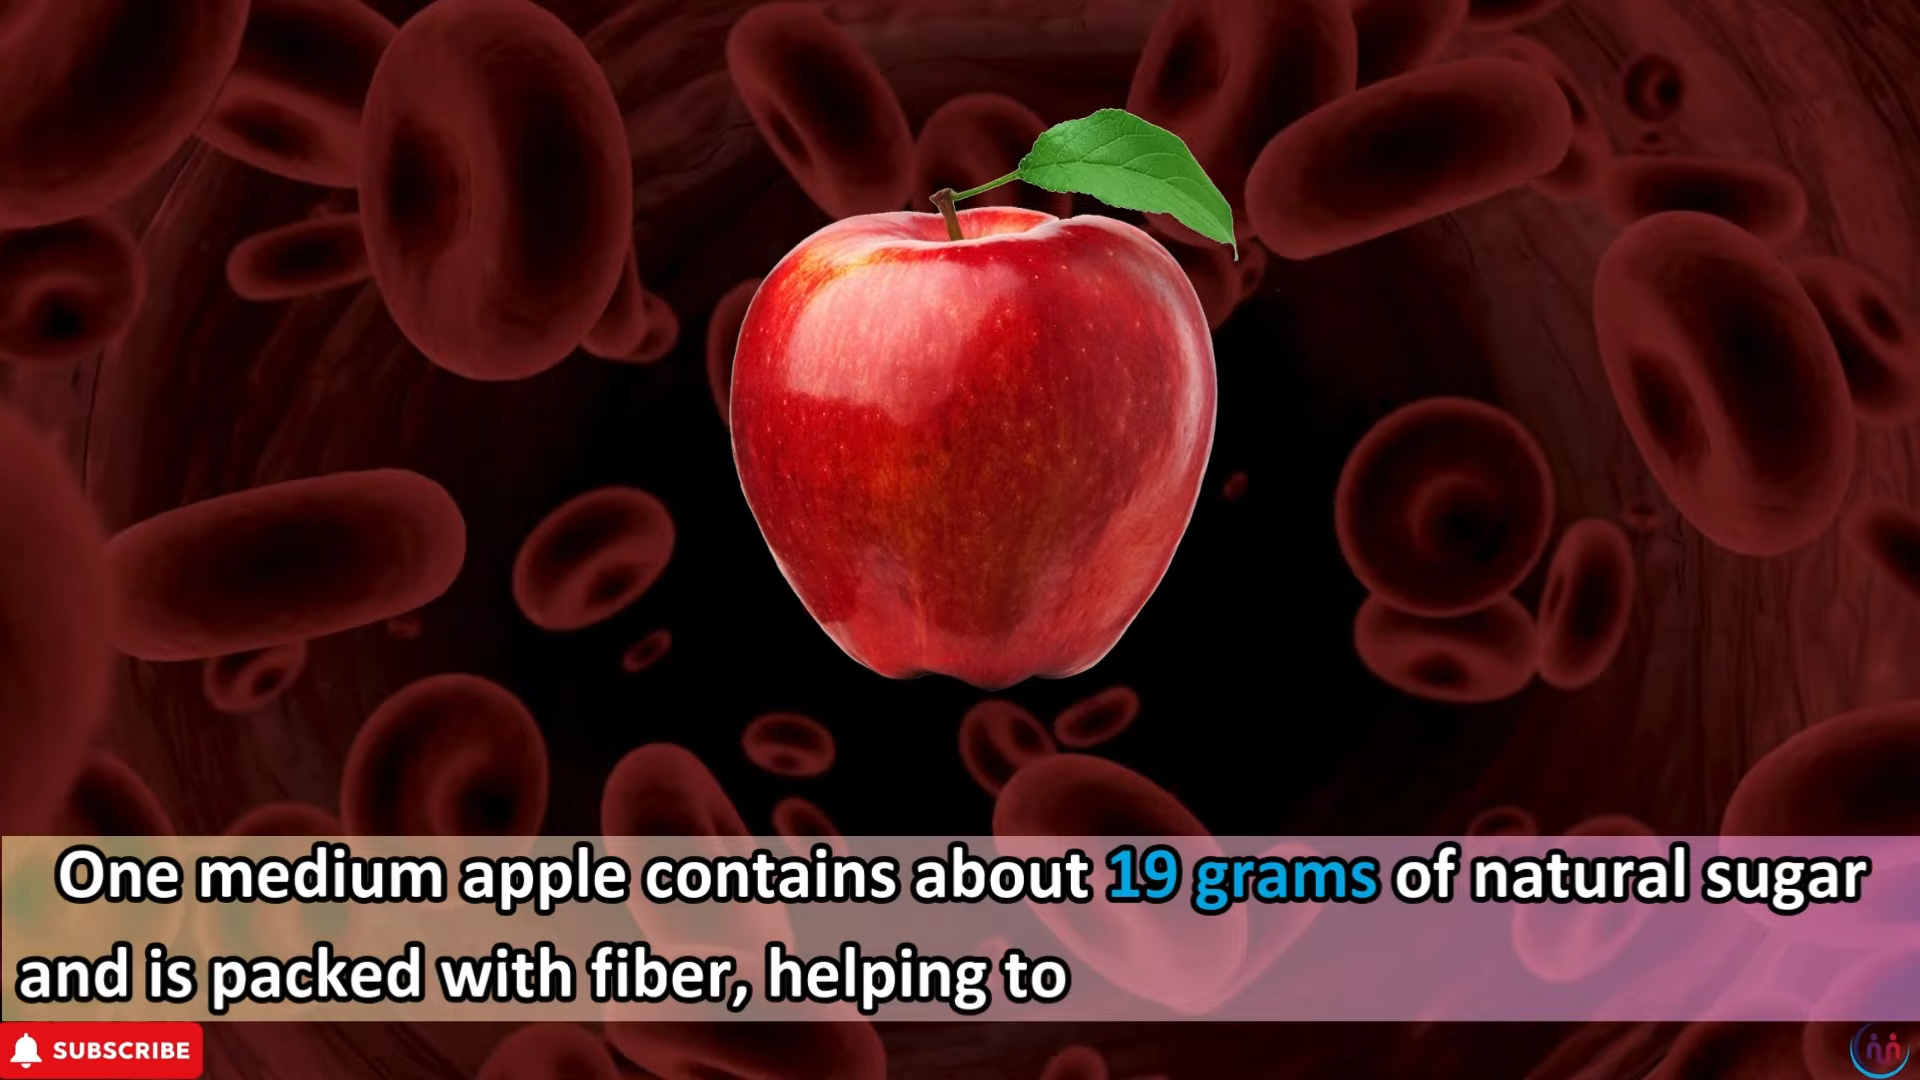 One medium apple contains about 19 grams of natural sugar
and is packed with fiber, helping to
SUBSCRIBE